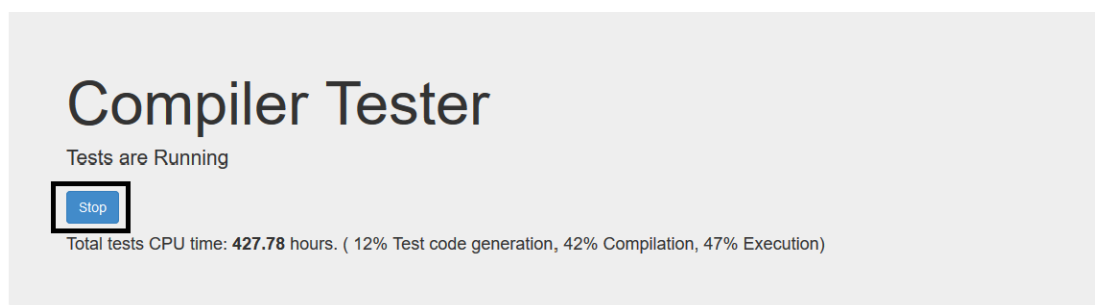 Compiler Tester
Tests are Running
Stop
Total tests CPU time: 427.78 hours. ( 12% Test code generation, 42% Compilation, 47% Execution)